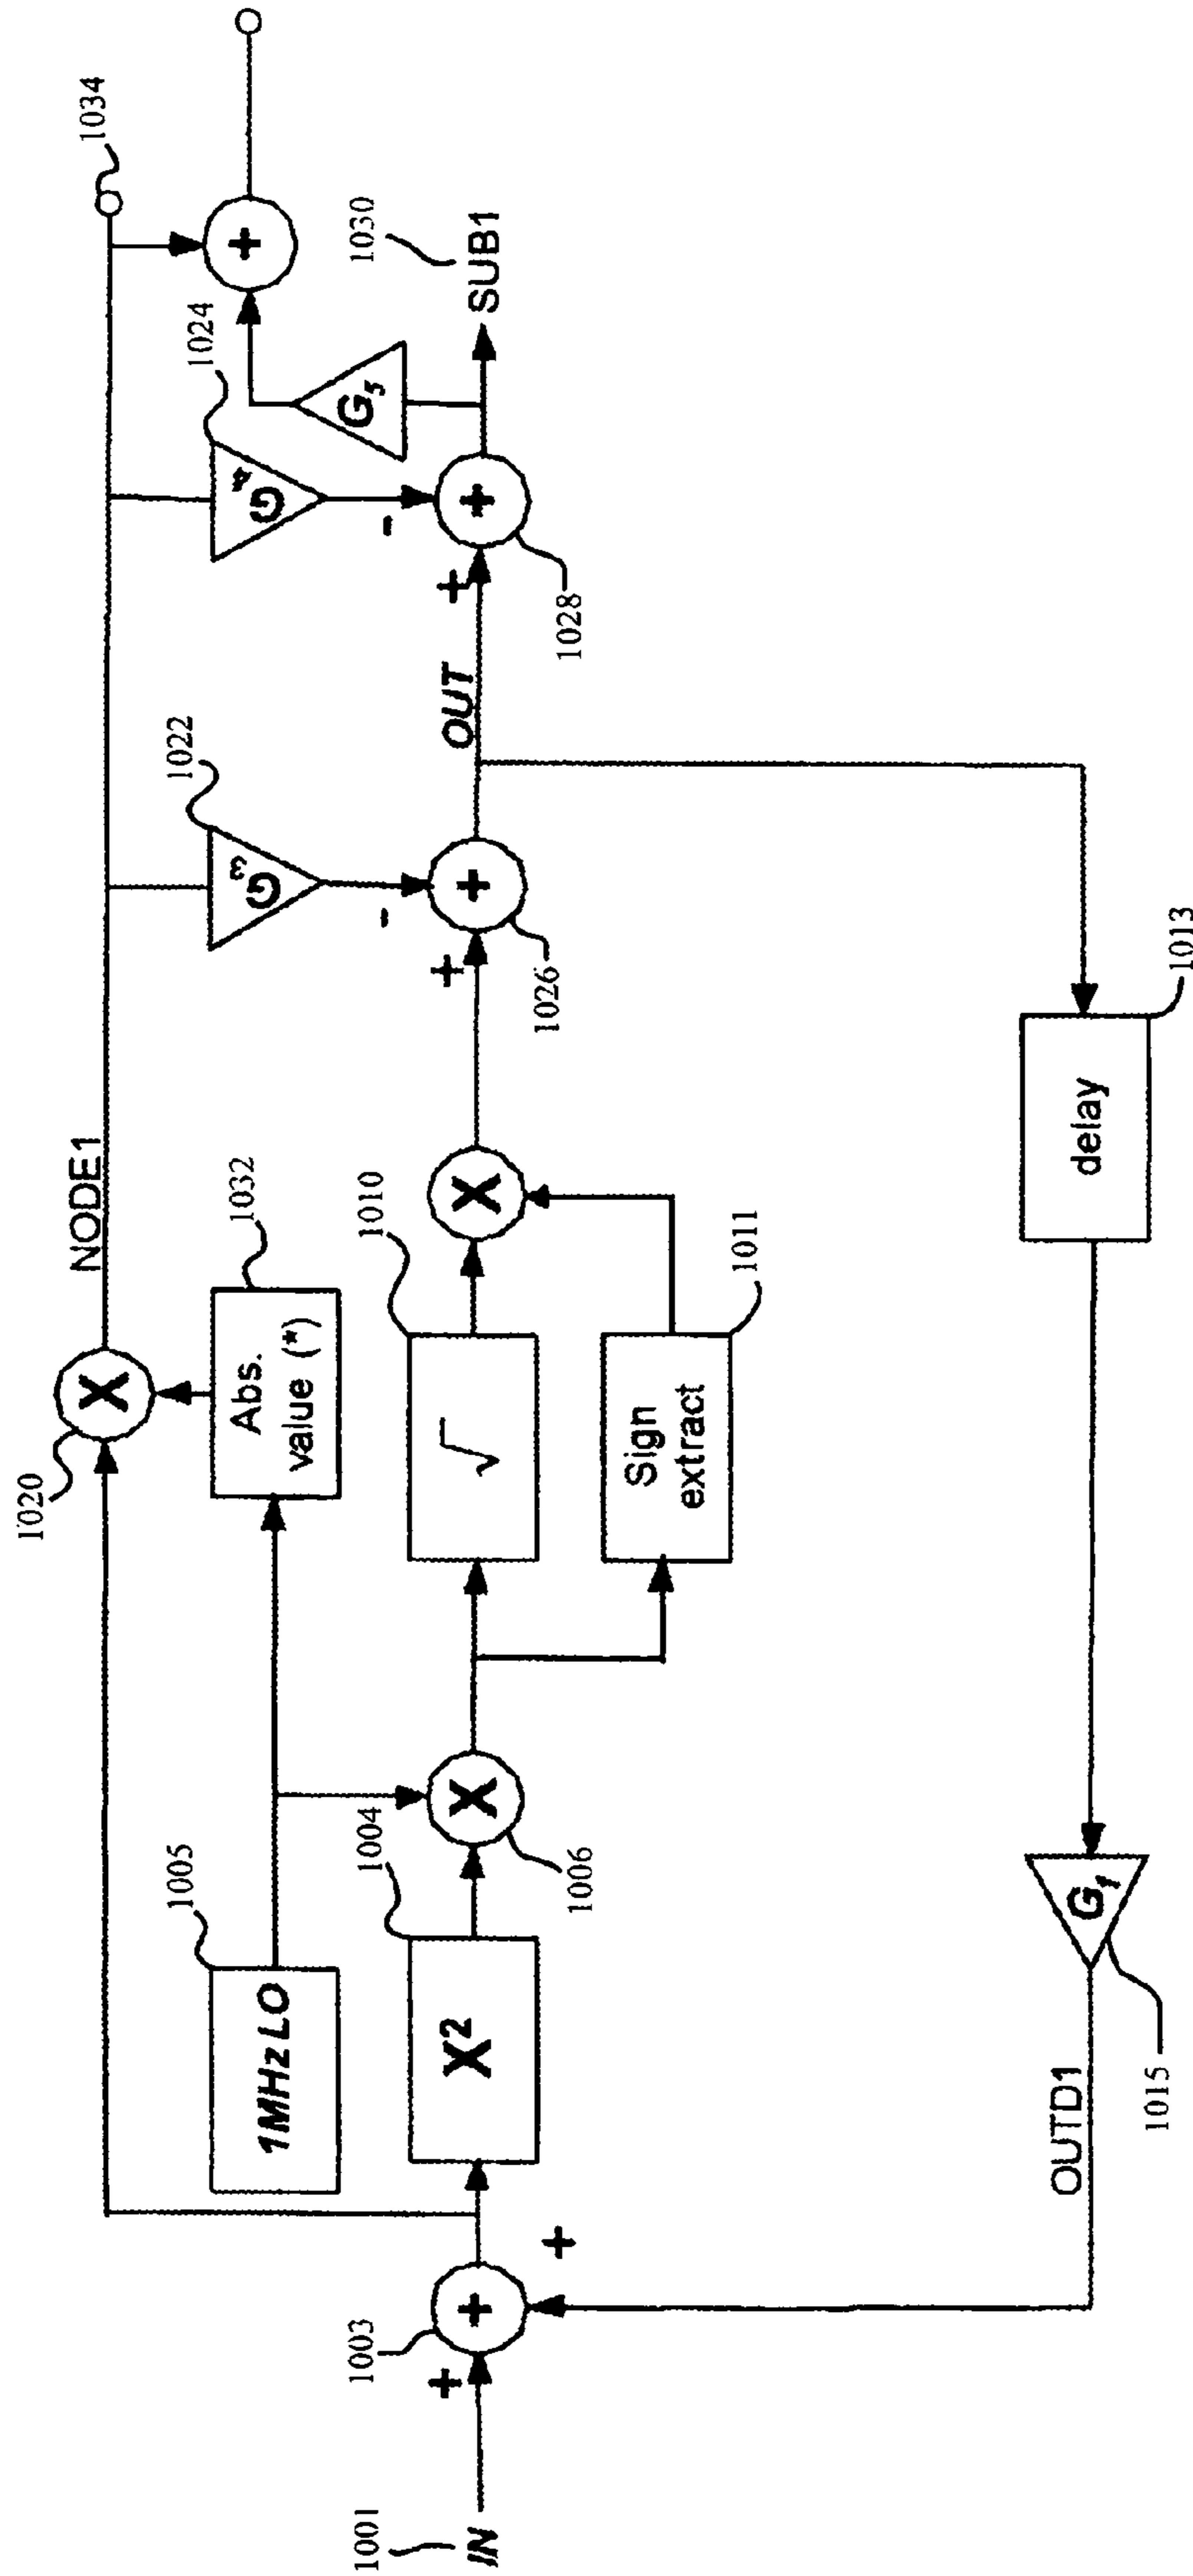 1034
+
1024
1030
SUB1
G5
G4
-
+
+
1028
OUT
1022
G3
-
+
+
1026
NODE1
X
1020
1032
Abs.
value (*)
1010
√
X
1011
Sign
extract
1005
1MHz LO
1004
X²
X
1006
1013
delay
G1
1015
OUTD1
+
+
+
1003
1001
IN